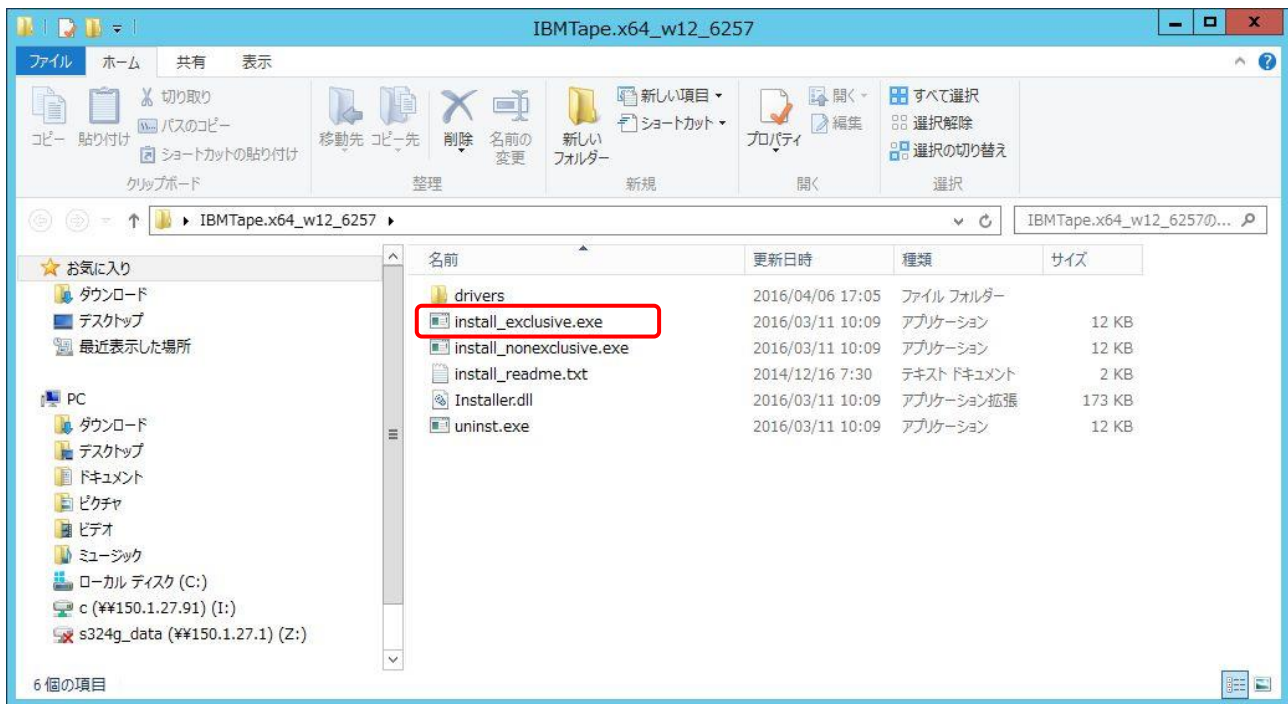 IBMTape.x64_w12_6257
ファイル ホーム 共有 表示
コピー 貼り付け 切り取り パスのコピー ショートカットの貼り付け
移動先 コピー先 削除 名前の変更
新しいフォルダー 新しい項目 ショートカット
プロパティ 開く 編集
すべて選択 選択解除 選択の切り替え
クリップボード 整理 新規 開く 選択
IBMTape.x64_w12_6257 IBMTape.x64_w12_6257の...
お気に入り
ダウンロード
デスクトップ
最近表示した場所
PC
ダウンロード
デスクトップ
ドキュメント
ピクチャ
ビデオ
ミュージック
ローカル ディスク (C:)
c (¥¥150.1.27.91) (I:)
s324g_data (¥¥150.1.27.1) (Z:)
名前 更新日時 種類 サイズ
drivers 2016/04/06 17:05 ファイル フォルダー
install_exclusive.exe 2016/03/11 10:09 アプリケーション 12 KB
install_nonexclusive.exe 2016/03/11 10:09 アプリケーション 12 KB
install_readme.txt 2014/12/16 7:30 テキスト ドキュメント 2 KB
Installer.dll 2016/03/11 10:09 アプリケーション拡張 173 KB
uninst.exe 2016/03/11 10:09 アプリケーション 12 KB
6 個の項目